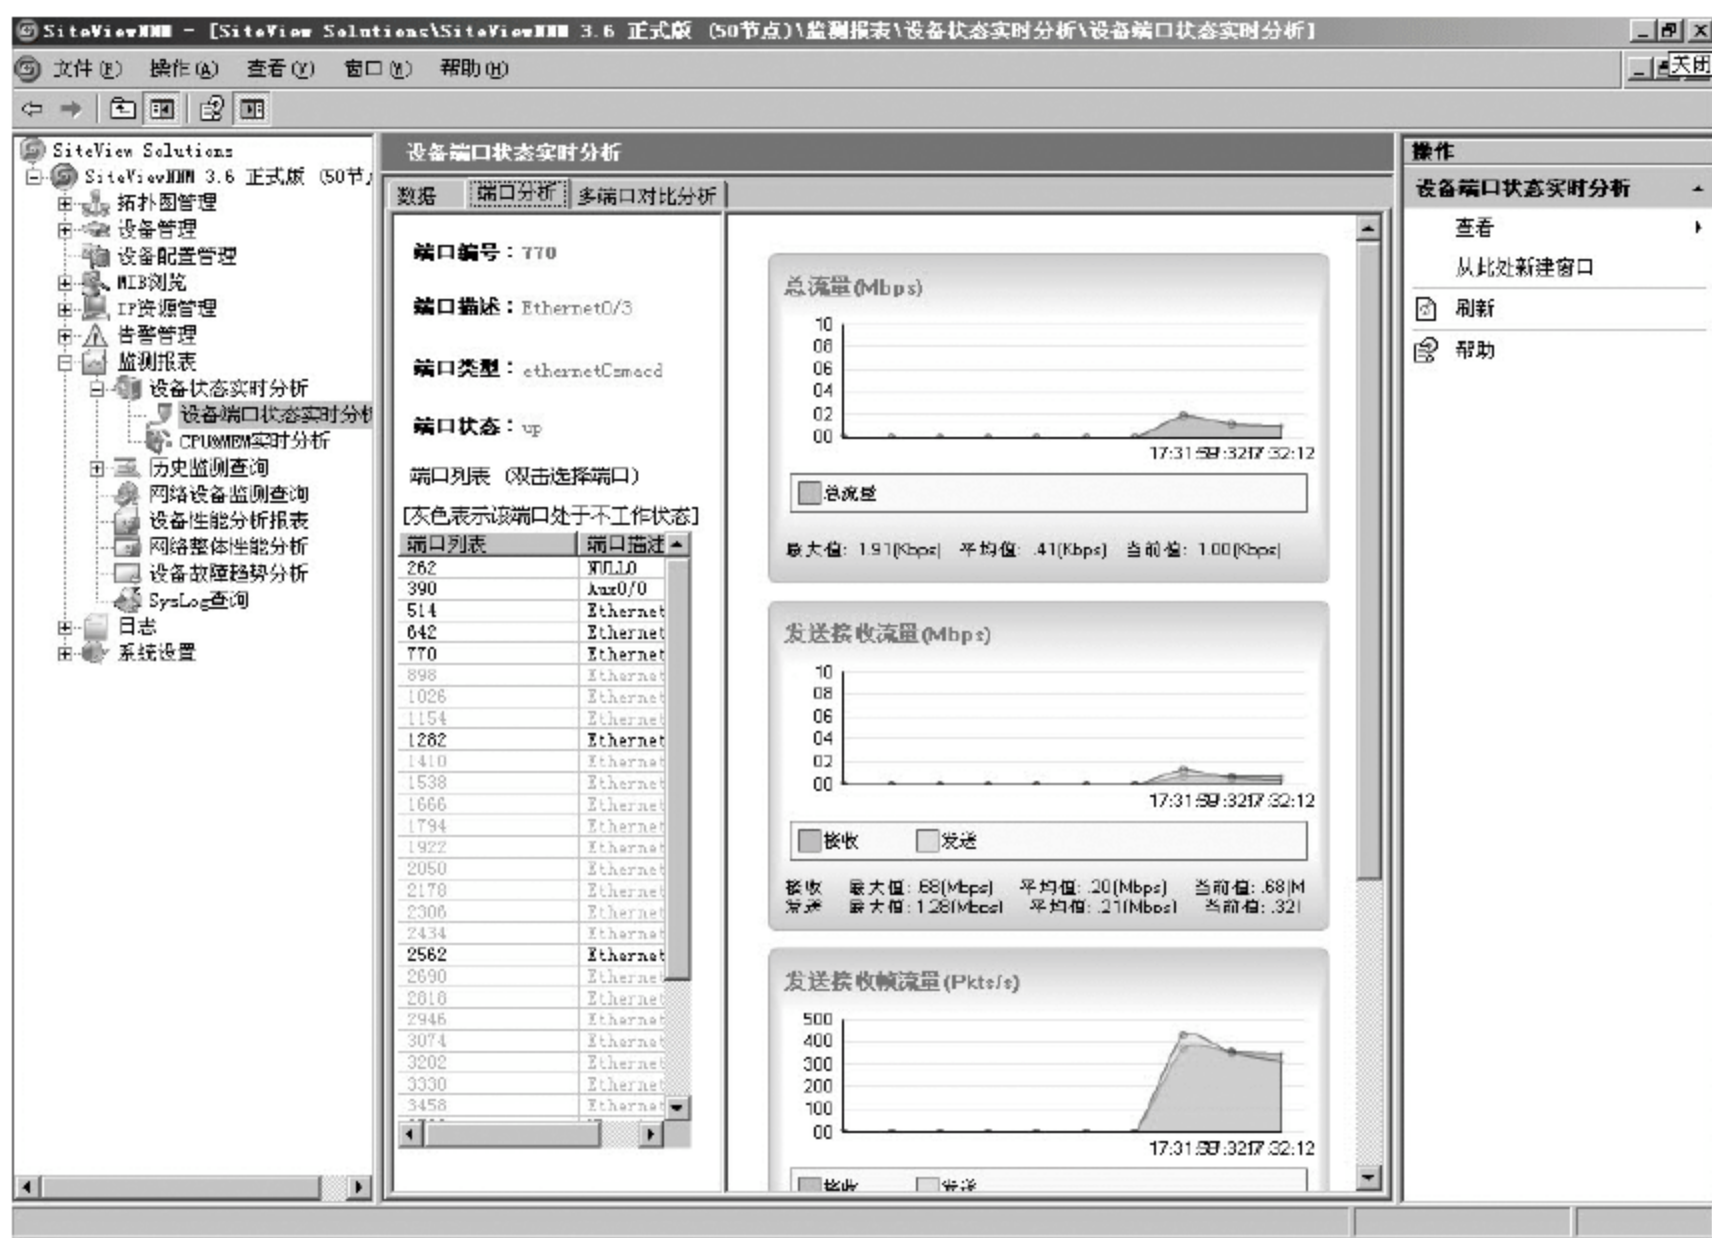 SiteViewNNM - [SiteView Solutions\SiteViewNNM 3.6 正式版 (50节点)\监测报表\设备状态实时分析\设备端口状态实时分析]
文件(F) 操作(A) 查看(V) 窗口(W) 帮助(H)
关闭
SiteView Solutions
SiteViewNNM 3.6 正式版 (50节
拓扑图管理
设备管理
设备配置管理
MIB浏览
IP资源管理
告警管理
监测报表
设备状态实时分析
设备端口状态实时分析
CPU&MEM实时分析
历史监测查询
网络设备监测查询
设备性能分析报表
网络整体性能分析
设备故障趋势分析
SysLog查询
日志
系统设置
设备端口状态实时分析
数据 端口分析 多端口对比分析
端口编号：770
端口描述：Ethernet0/3
端口类型：ethernetCsmacd
端口状态：up
端口列表 (双击选择端口)
[灰色表示该端口处于不工作状态]
端口列表 端口描述
262 NULL0
390 Aux0/0
514 Ethernet
642 Ethernet
770 Ethernet
898 Ethernet
1026 Ethernet
1154 Ethernet
1282 Ethernet
1410 Ethernet
1538 Ethernet
1666 Ethernet
1794 Ethernet
1922 Ethernet
2050 Ethernet
2178 Ethernet
2306 Ethernet
2434 Ethernet
2562 Ethernet
2690 Ethernet
2818 Ethernet
2946 Ethernet
3074 Ethernet
3202 Ethernet
3330 Ethernet
3458 Ethernet
总流量(Mbps)
10
08
06
04
02
00
17:31:59 :32:12
总流量
最大值: 1.91(Kbps) 平均值: .41(Kbps) 当前值: 1.00(Kbps)
发送接收流量(Mbps)
10
08
06
04
02
00
17:31:59 :32:12
接收 发送
接收 最大值: .68(Mbps) 平均值: .20(Mbps) 当前值: .68(M
发送 最大值: 1.28(Mbps) 平均值: .21(Mbps) 当前值: .32(
发送接收帧流量(Pkts/s)
500
400
300
200
100
00
17:31:59 :32:12
接收 发送
操作
设备端口状态实时分析
查看
从此处新建窗口
刷新
帮助